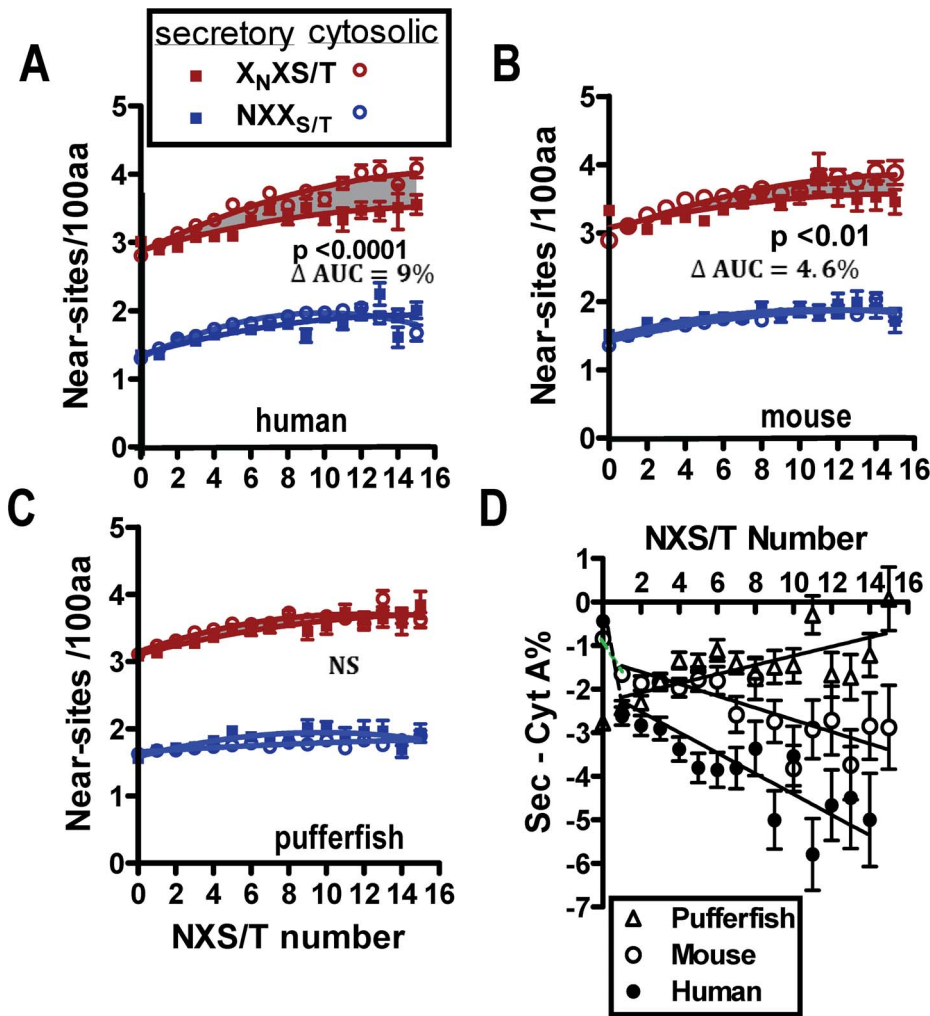 A
secretory cytosolic
XNXS/T
NXXS/T
Near-sites/100aa
5
4
3
2
1
0
p <0.0001
Δ AUC = 9%
human
0 2 4 6 8 10 12 14 16
B
Near-sites /100aa
5
4
3
2
1
0
p <0.01
Δ AUC = 4.6%
mouse
0 2 4 6 8 10 12 14 16
C
Near-sites /100aa
5
4
3
2
1
0
NS
pufferfish
0 2 4 6 8 10 12 14 16
NXS/T number
D
NXS/T Number
2 4 6 8 10 12 14 16
Sec - Cyt A%
1
0
-1
-2
-3
-4
-5
-6
-7
Pufferfish
Mouse
Human